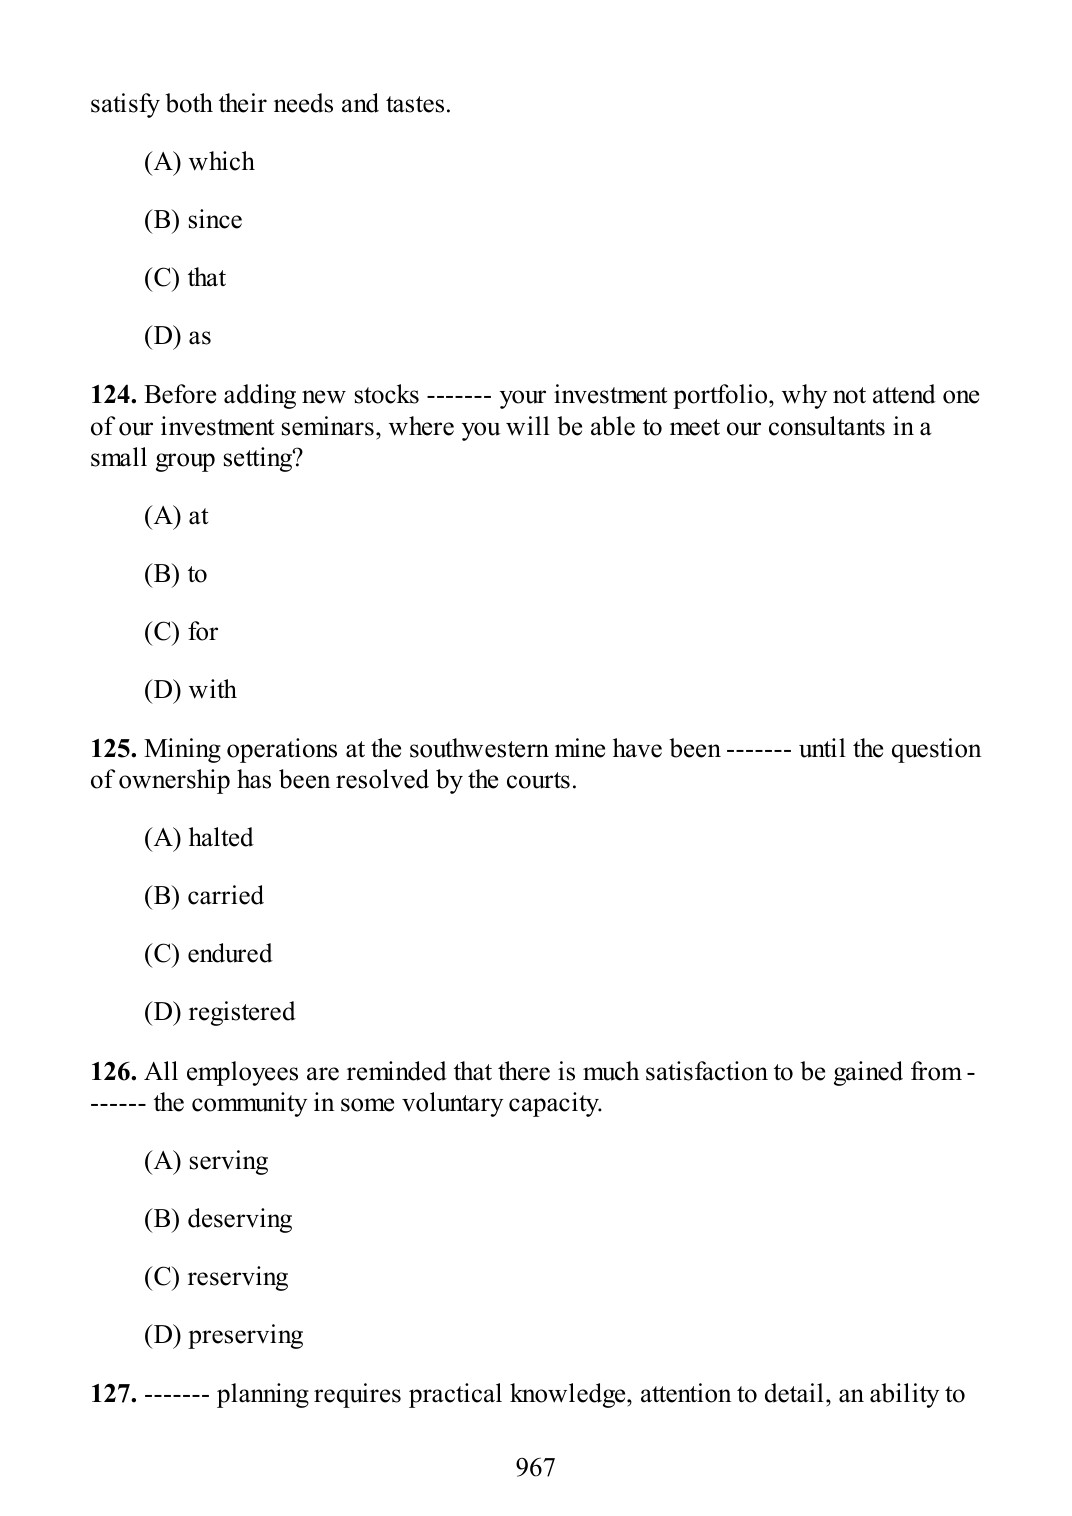 satisfy both their needs and tastes.
(A) which
(B) since
(C) that
(D) as
124. Before adding new stocks ------- your investment portfolio, why not attend one
of our investment seminars, where you will be able to meet our consultants in a
small group setting?
(A) at
(B) to
(C) for
(D) with
125. Mining operations at the southwestern mine have been ------- until the question
of ownership has been resolved by the courts.
(A) halted
(B) carried
(C) endured
(D) registered
126. All employees are reminded that there is much satisfaction to be gained from -
------ the community in some voluntary capacity.
(A) serving
(B) deserving
(C) reserving
(D) preserving
127. ------- planning requires practical knowledge, attention to detail, an ability to
967